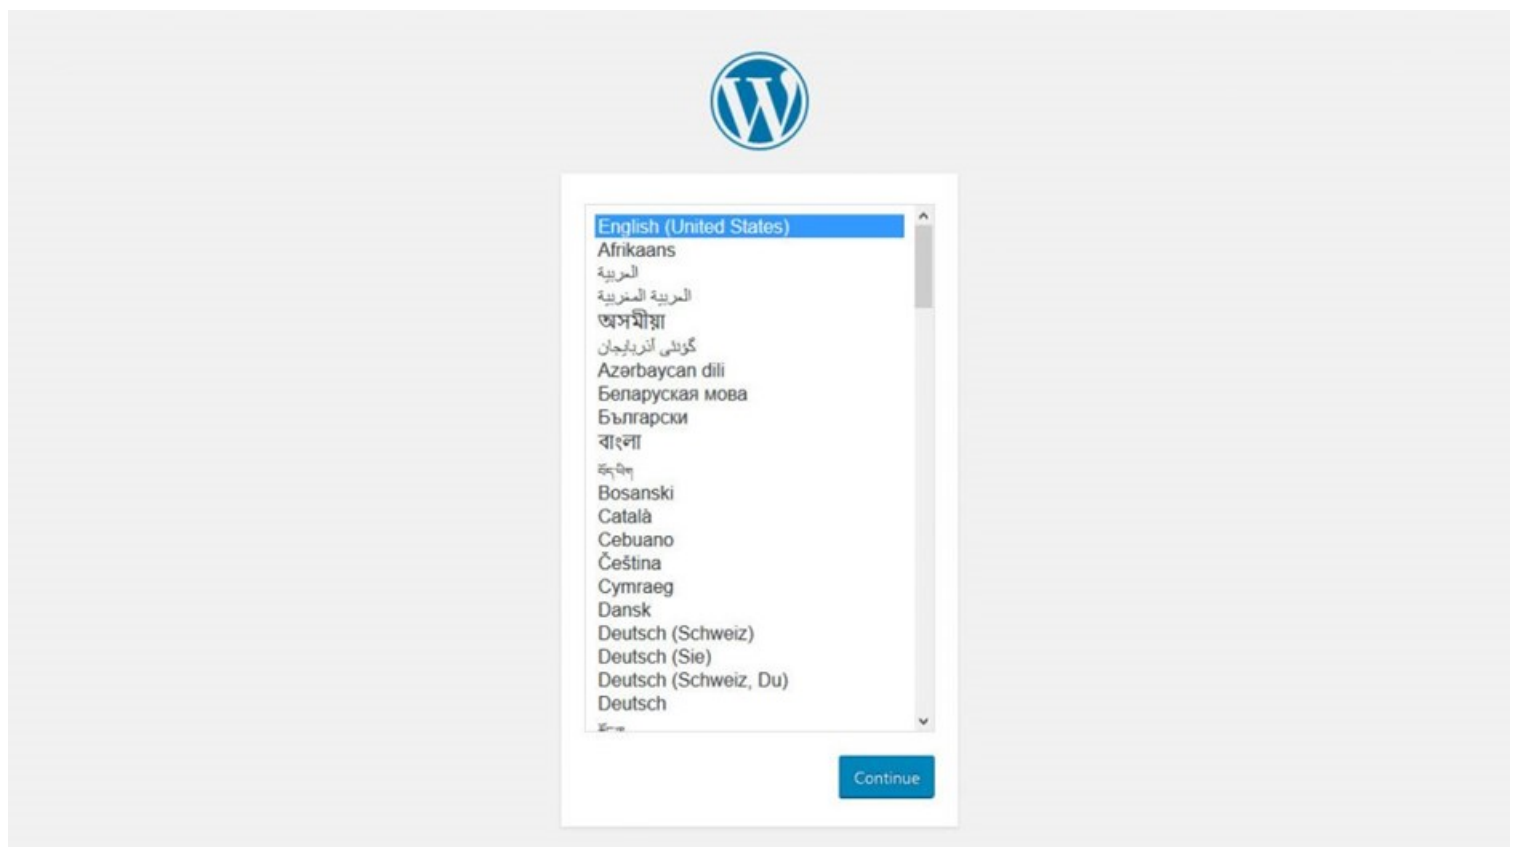 English (United States)
Afrikaans
العربية
العربية المغربية
অসমীয়া
گؤنئی آذربایجان
Azərbaycan dili
Беларуская мова
Български
বাংলা
བོད་ཡིག
Bosanski
Català
Cebuano
Čeština
Cymraeg
Dansk
Deutsch (Schweiz)
Deutsch (Sie)
Deutsch (Schweiz, Du)
Deutsch
Continue